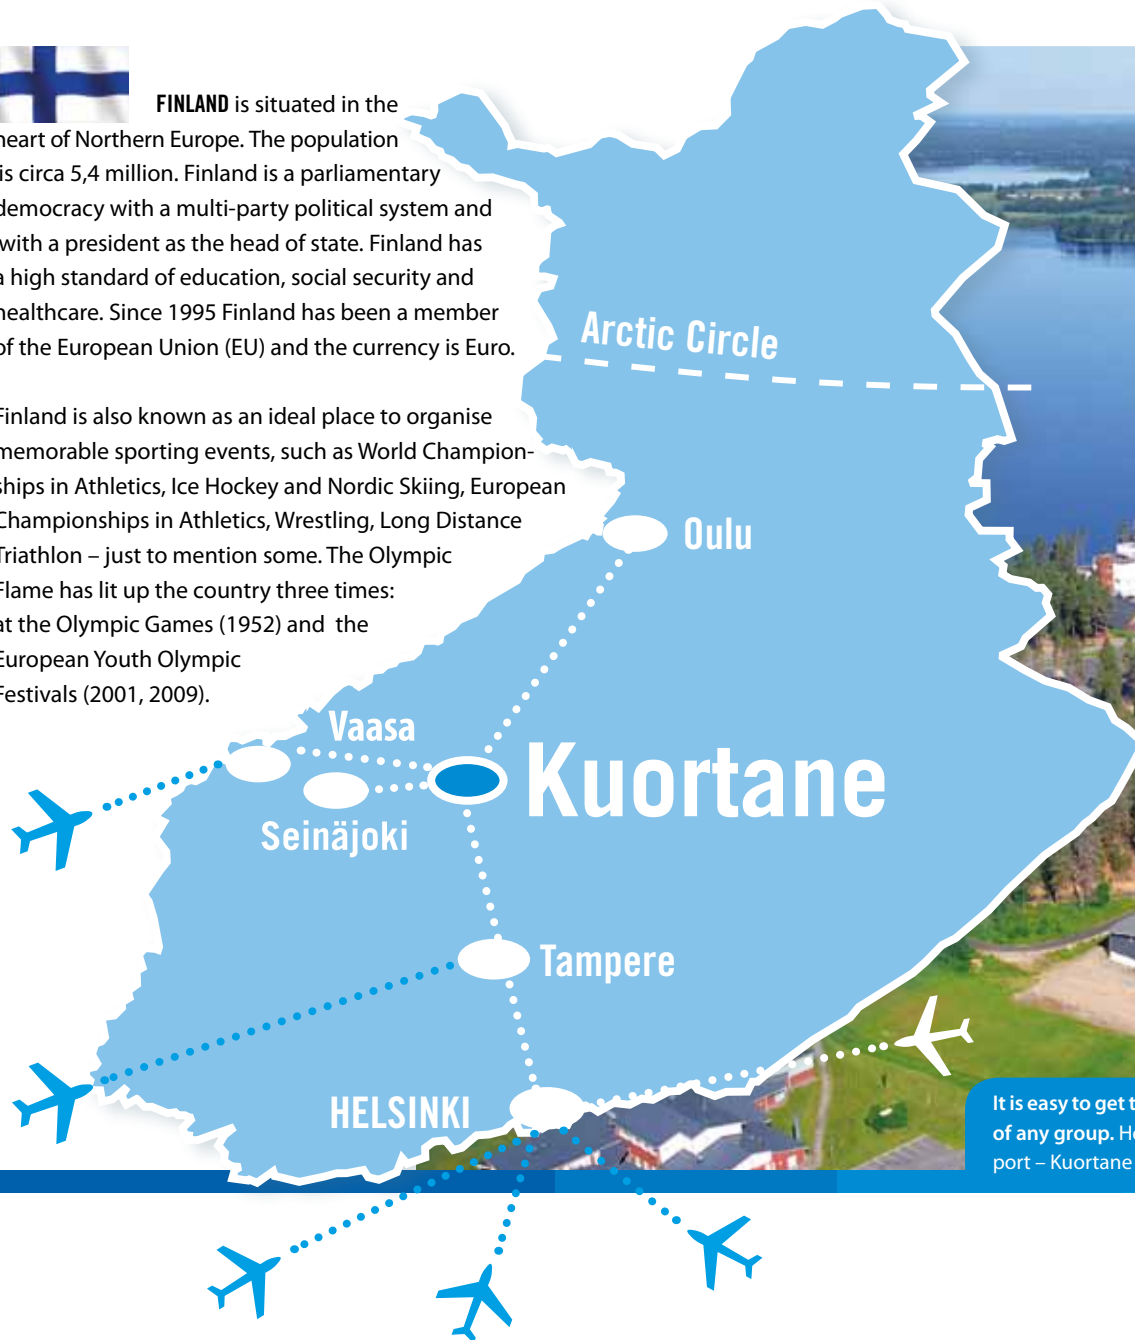 FINLAND is situated in the
heart of Northern Europe. The population
is circa 5,4 million. Finland is a parliamentary
democracy with a multi-party political system and
with a president as the head of state. Finland has
a high standard of education, social security and
healthcare. Since 1995 Finland has been a member
of the European Union (EU) and the currency is Euro.
Finland is also known as an ideal place to organise
memorable sporting events, such as World Champion-
ships in Athletics, Ice Hockey and Nordic Skiing, European
Championships in Athletics, Wrestling, Long Distance
Triathlon – just to mention some. The Olympic
Flame has lit up the country three times:
at the Olympic Games (1952) and the
European Youth Olympic
Festivals (2001, 2009).
Arctic Circle
Oulu
Vaasa
Kuortane
Seinäjoki
Tampere
HELSINKI
It is easy to get
of any group.
port – Kuortane